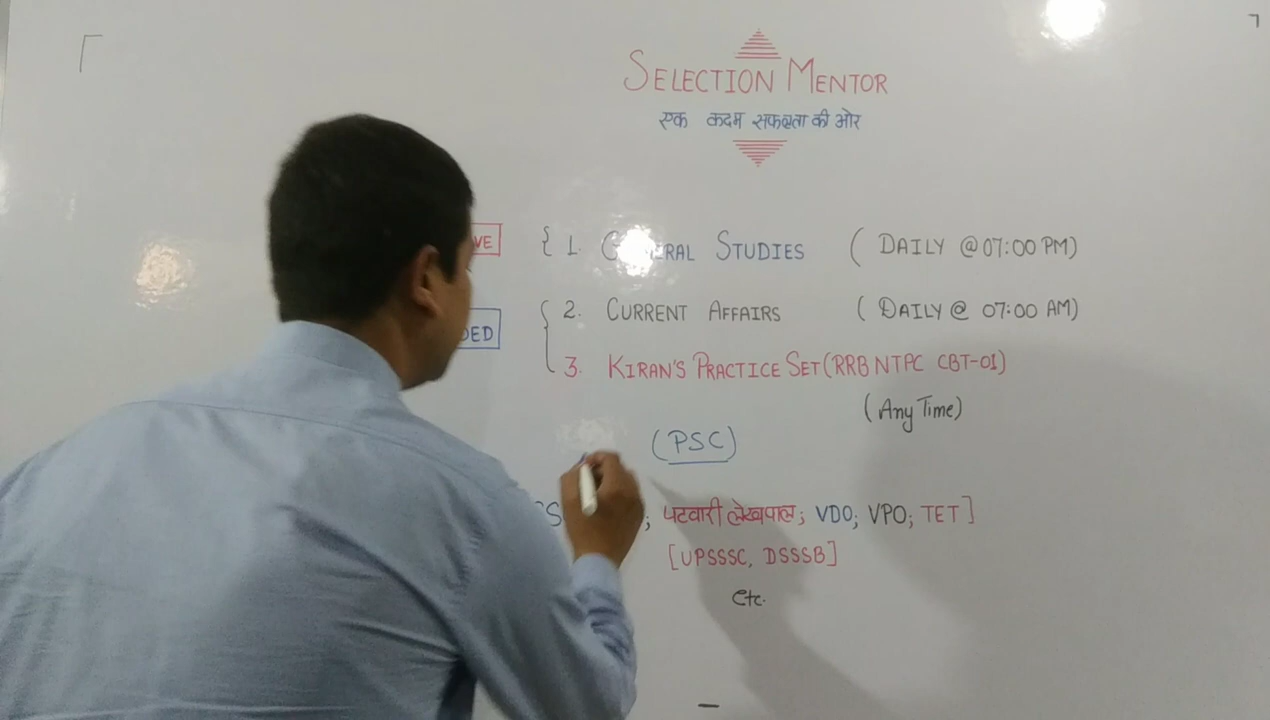 SELECTION MENTOR
एक कदम सफलता की ओर
{ 1. STUDIES (DAILY @07:00 PM)
{ 2. CURRENT AFFAIRS (DAILY @ 07:00 AM)
3. KIRAN'S PRACTICE SET (RRB NTPC CBT-01)
(Any Time)
(PSC)
; पटवारी लेखपाल; VDO; VPO; TET]
[UPSSSC, DSSSB]
etc.